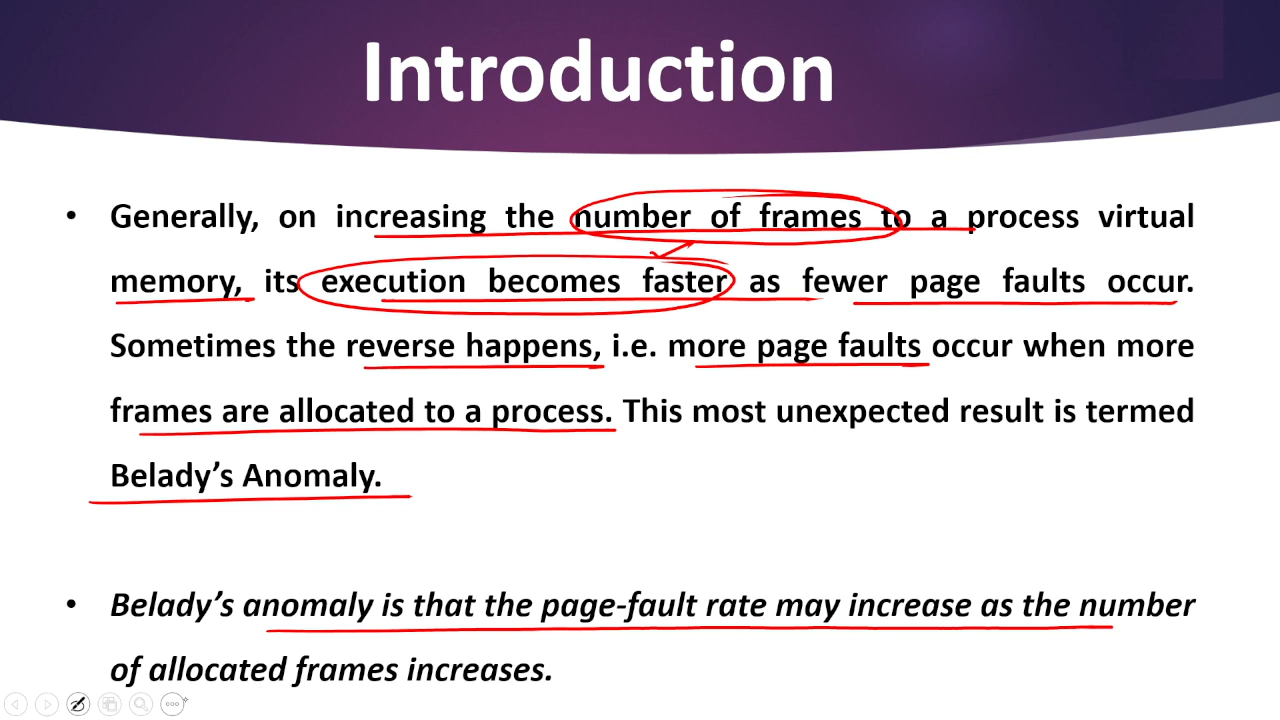 Introduction
• Generally, on increasing the number of frames to a process virtual
memory, its execution becomes faster as fewer page faults occur.
Sometimes the reverse happens, i.e. more page faults occur when more
frames are allocated to a process. This most unexpected result is termed
Belady’s Anomaly.
• Belady’s anomaly is that the page-fault rate may increase as the number
of allocated frames increases.